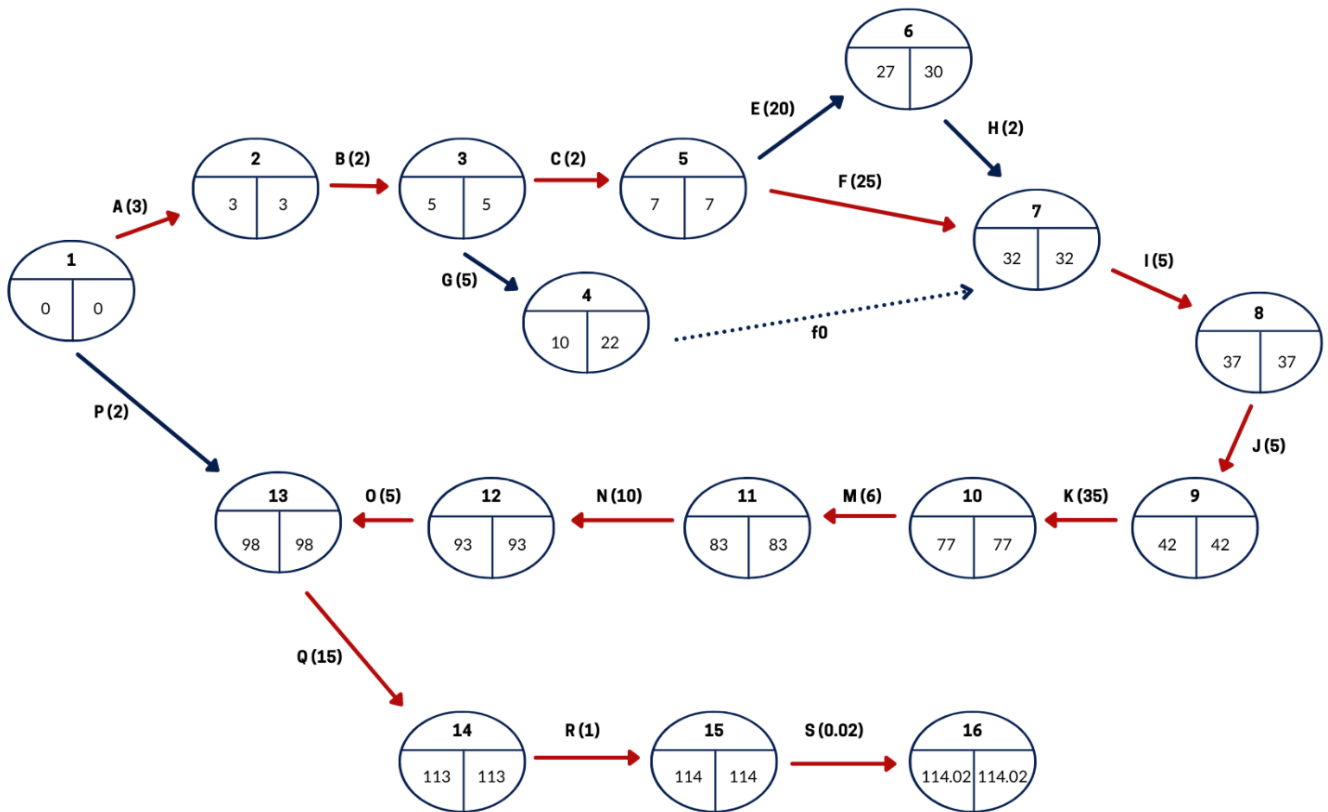 6
27 30
E (20)
H (2)
2
3 3
B (2)
3
5 5
C (2)
5
7 7
F (25)
A (3)
7
32 32
1
0 0
G (5)
4
10 22
f0
I (5)
8
37 37
P (2)
J (5)
13
98 98
O (5)
12
93 93
N (10)
11
83 83
M (6)
10
77 77
K (35)
9
42 42
Q (15)
14
113 113
R (1)
15
114 114
S (0.02)
16
114.02 114.02